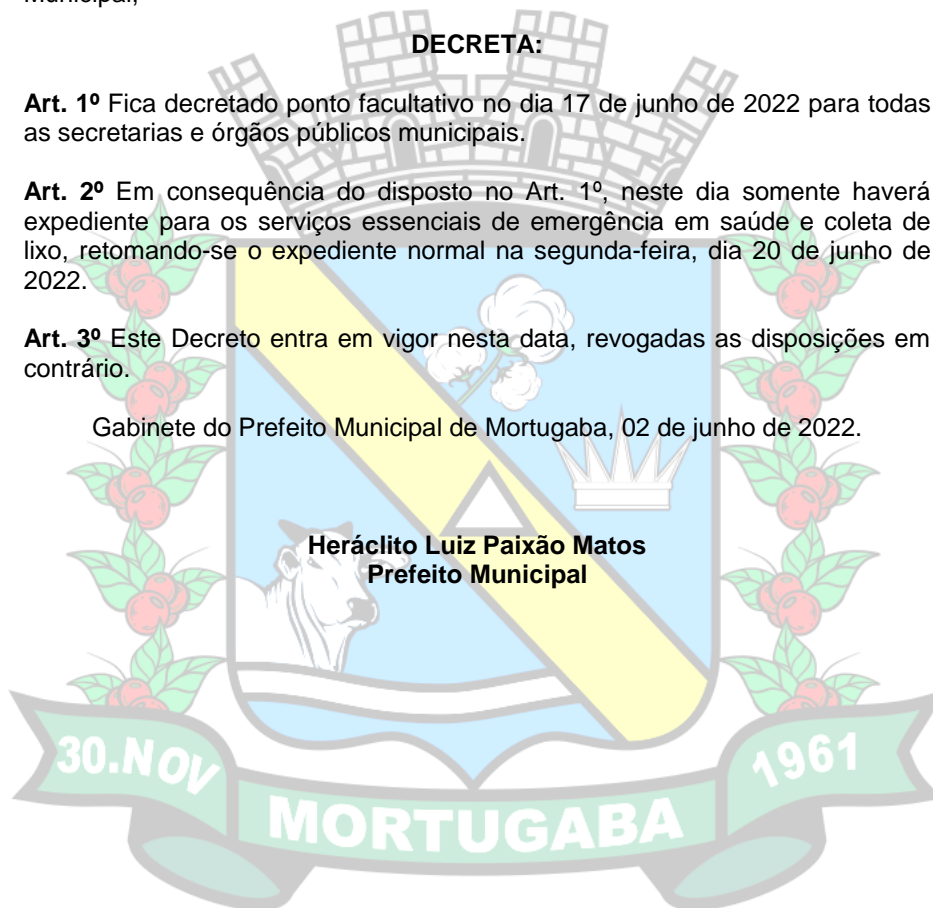 DECRETA:
Art. 1º Fica decretado ponto facultativo no dia 17 de junho de 2022 para todas
as secretarias e órgãos públicos municipais.
Art. 2º Em consequência do disposto no Art. 1º, neste dia somente haverá
expediente para os serviços essenciais de emergência em saúde e coleta de
lixo, retomando-se o expediente normal na segunda-feira, dia 20 de junho de
2022.
Art. 3º Este Decreto entra em vigor nesta data, revogadas as disposições em
contrário.
Gabinete do Prefeito Municipal de Mortugaba, 02 de junho de 2022.
Heráclito Luiz Paixão Matos
Prefeito Municipal
30.NOV
1961
MORTUGABA